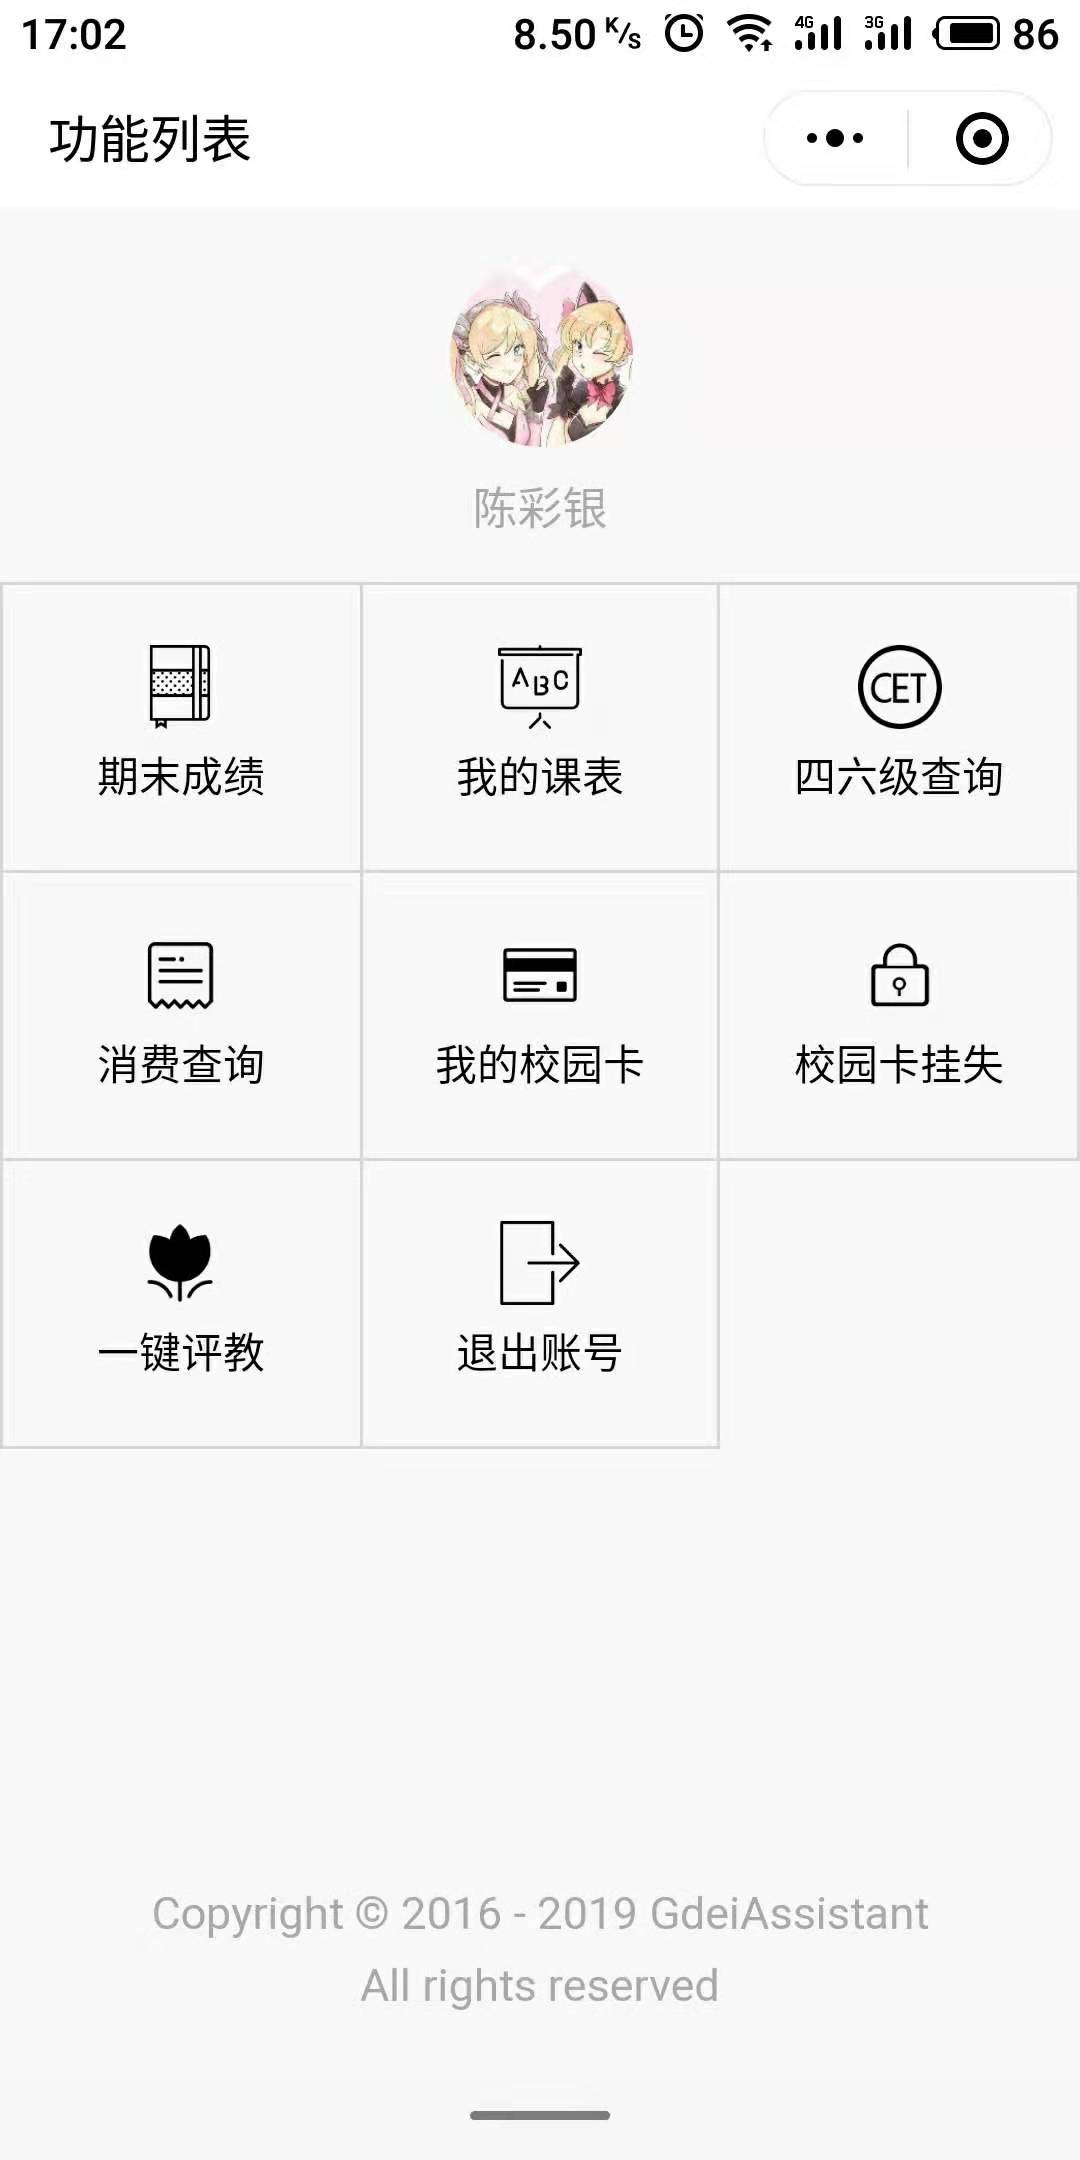 17:02 8.50 K/s 4G 3G 86
功能列表
陈彩银
ABC CET
期末成绩 我的课表 四六级查询
消费查询 我的校园卡 校园卡挂失
一键评教 退出账号
Copyright © 2016 - 2019 GdeiAssistant
All rights reserved